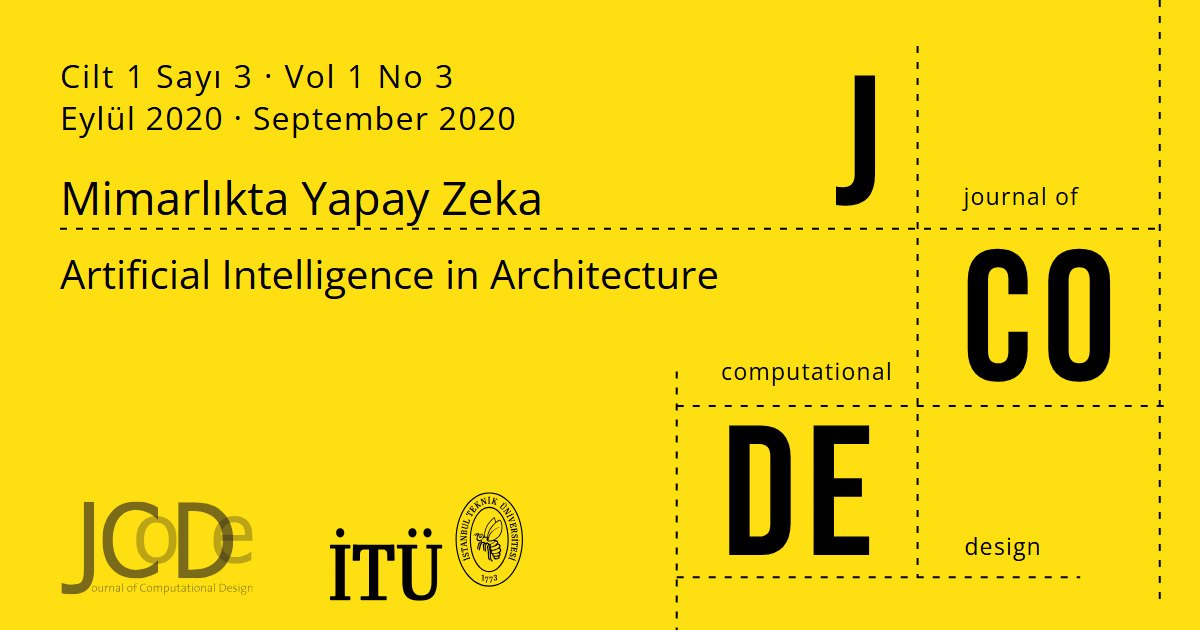 Cilt 1 Sayı 3 · Vol 1 No 3
Eylül 2020 · September 2020
Mimarlıkta Yapay Zeka
Artificial Intelligence in Architecture
J
journal of
CO
computational
DE
design
JCoDe
Journal of Computational Design
İTÜ
İSTANBUL TEKNİK ÜNİVERSİTESİ
1773